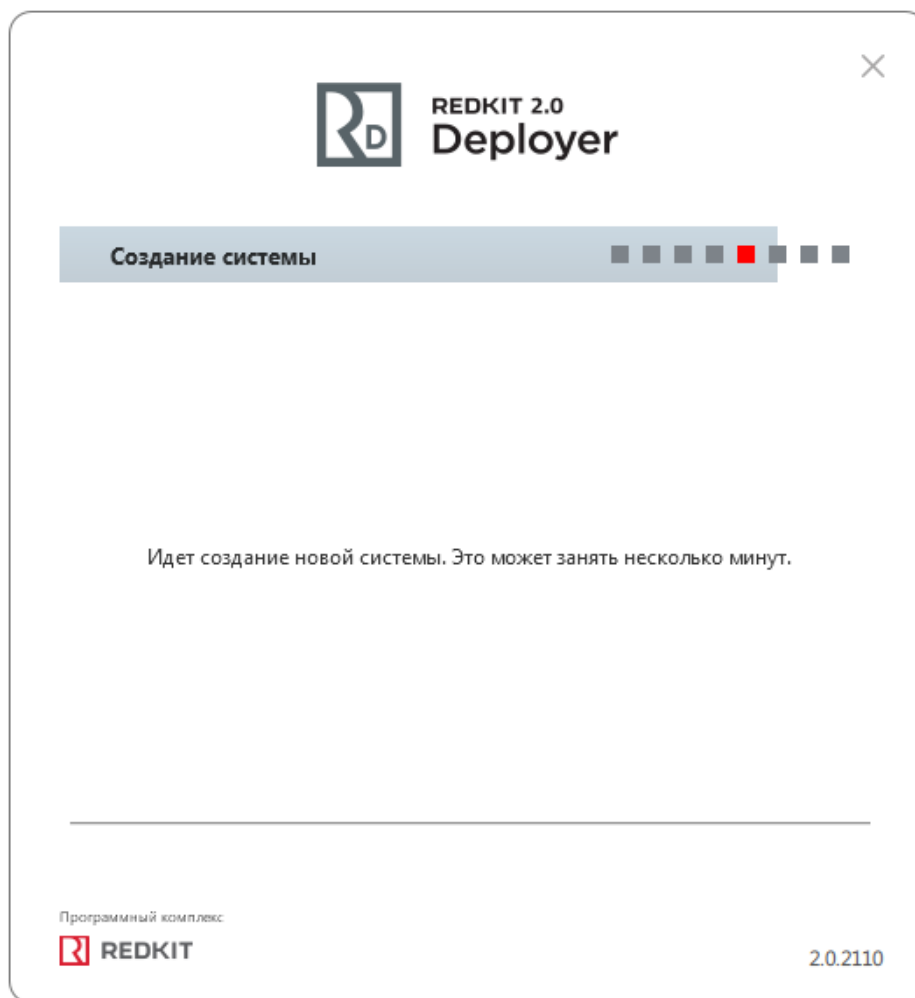 RD
REDKIT 2.0
Deployer
Создание системы
Идет создание новой системы. Это может занять несколько минут.
Программный комплекс
REDKIT
2.0.2110